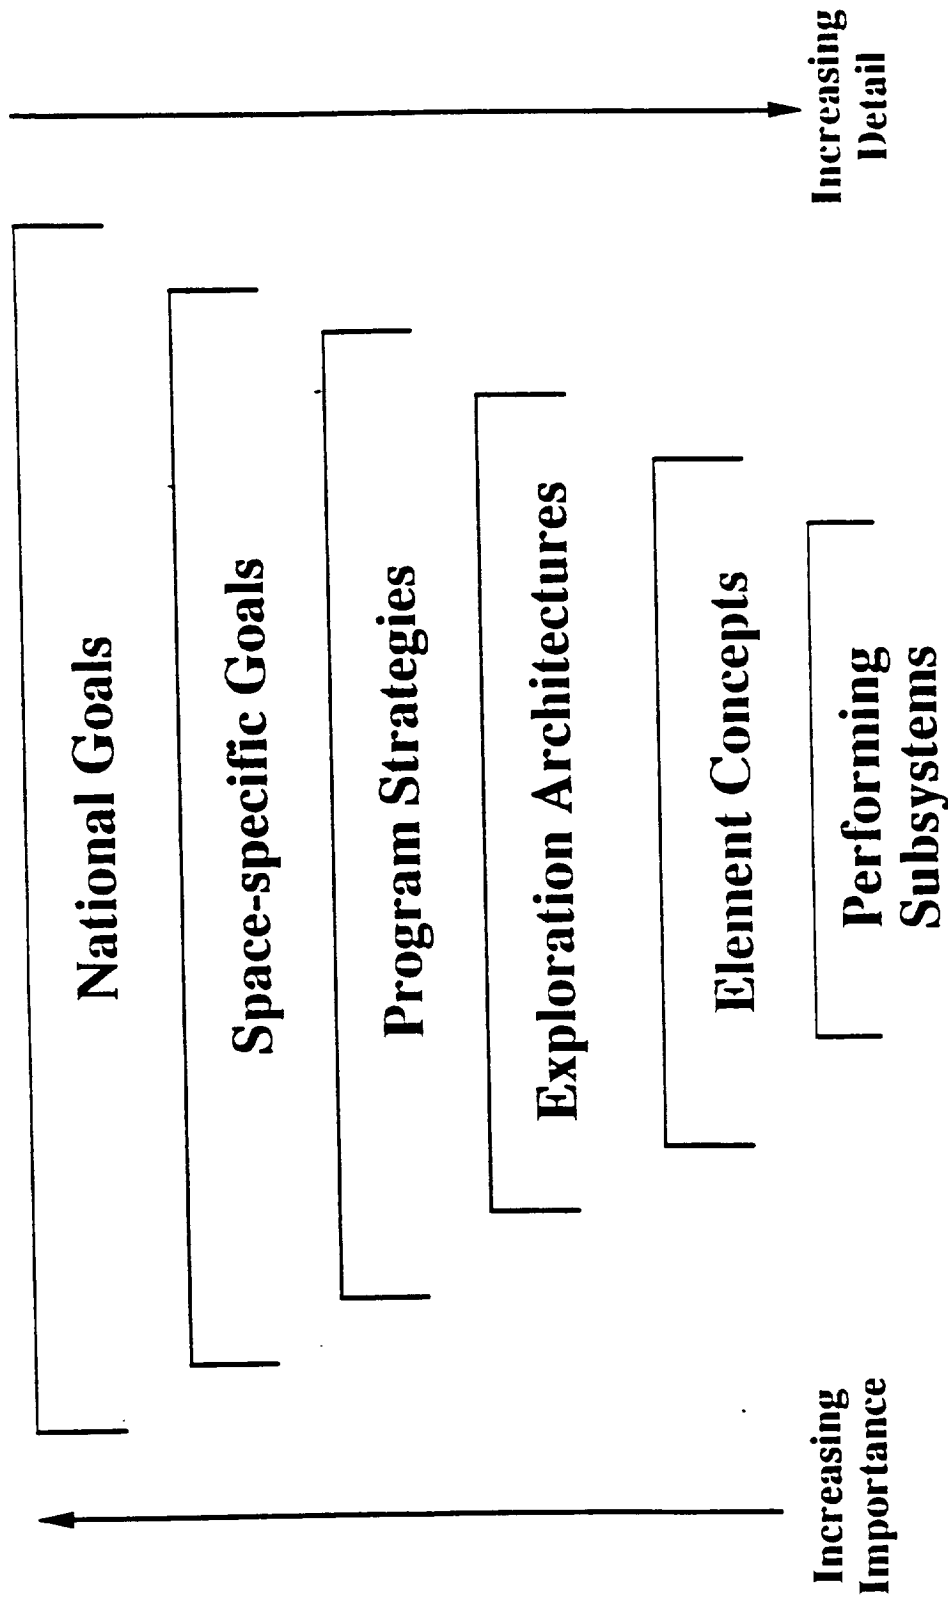 National Goals
Space-specific Goals
Program Strategies
Exploration Architectures
Element Concepts
Performing
Subsystems
Increasing
Importance
Increasing
Detail